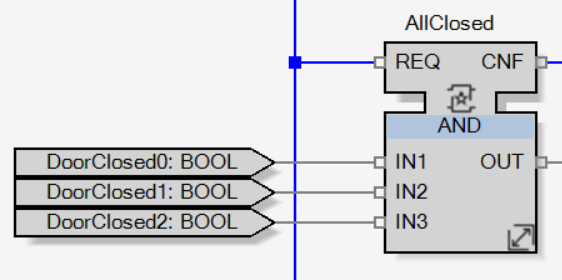 AllClosed
REQ CNF
AND
DoorClosed0: BOOL IN1 OUT
DoorClosed1: BOOL IN2
DoorClosed2: BOOL IN3